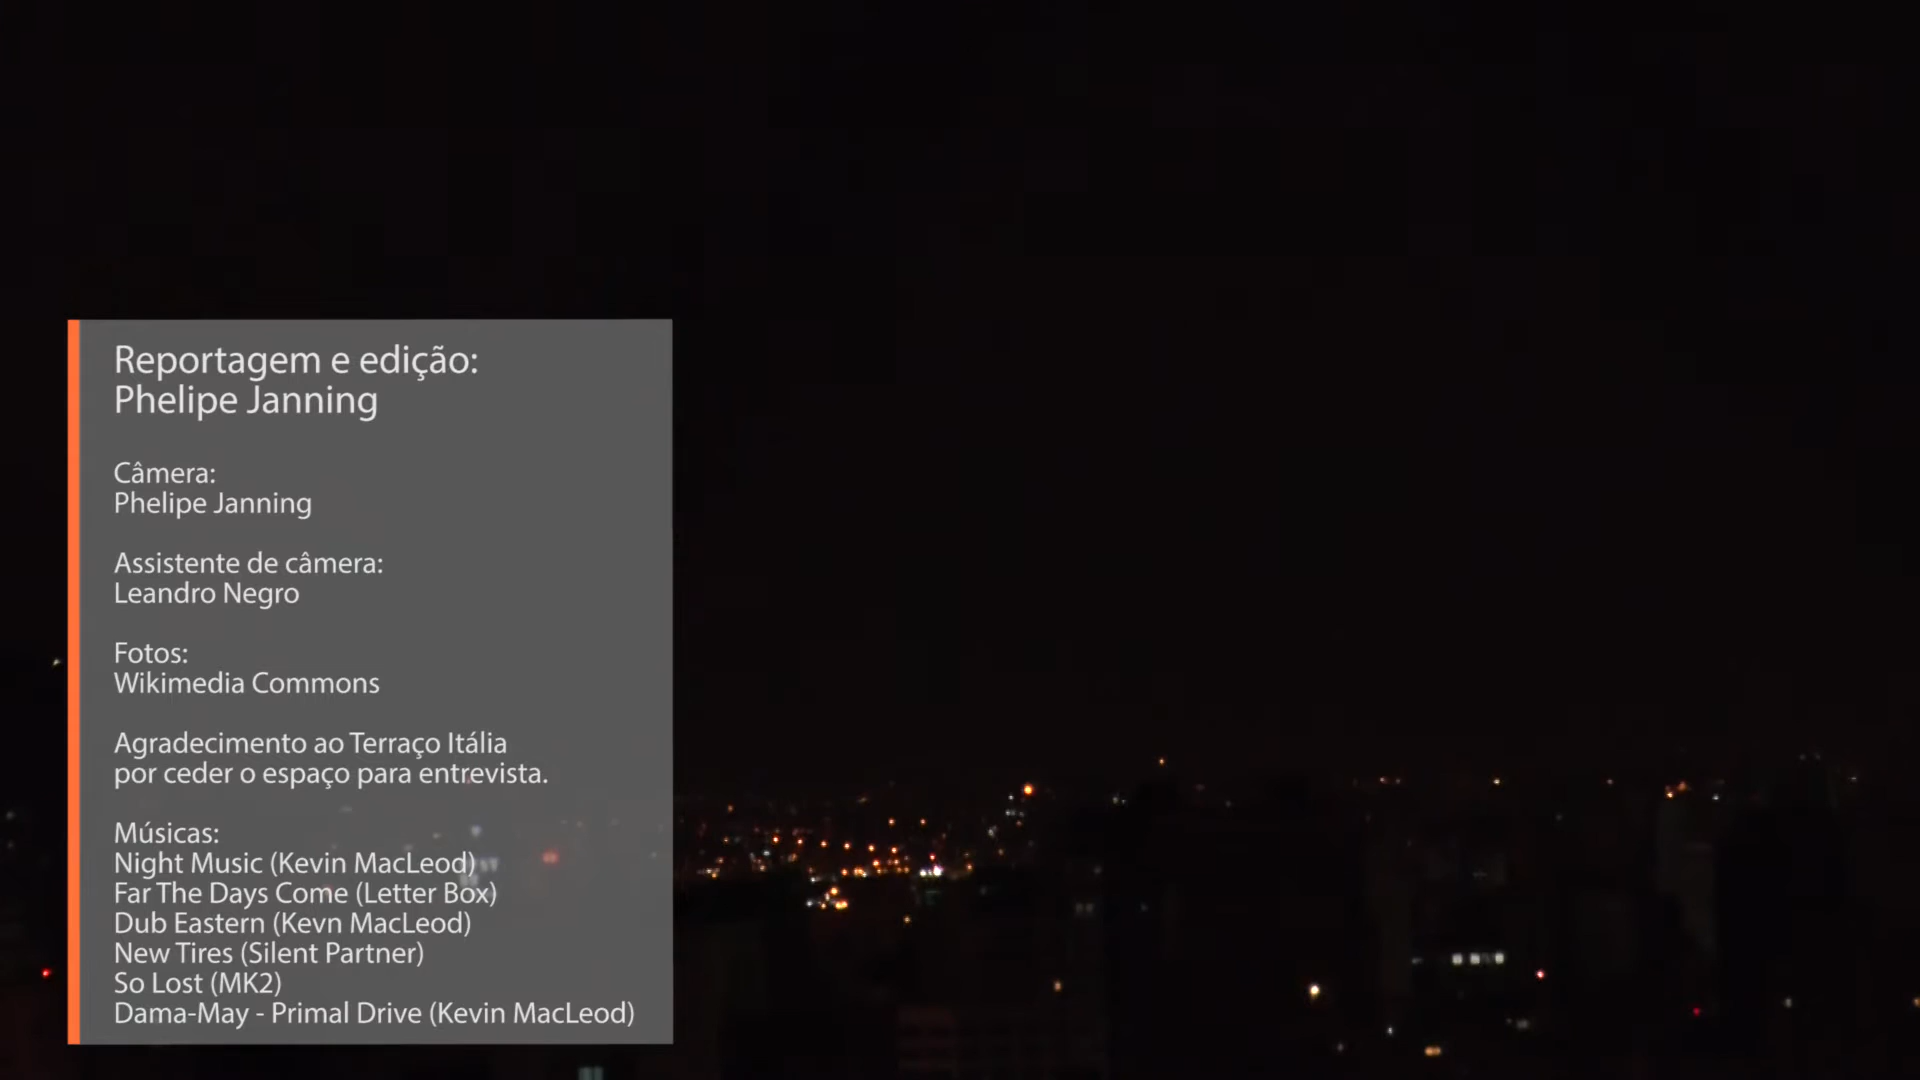 Reportagem e edição:
Phelipe Janning
Câmera:
Phelipe Janning
Assistente de câmera:
Leandro Negro
Fotos:
Wikimedia Commons
Agradecimento ao Terraço Itália
por ceder o espaço para entrevista.
Músicas:
Night Music (Kevin MacLeod)
Far The Days Come (Letter Box)
Dub Eastern (Kevn MacLeod)
New Tires (Silent Partner)
So Lost (MK2)
Dama-May - Primal Drive (Kevin MacLeod)